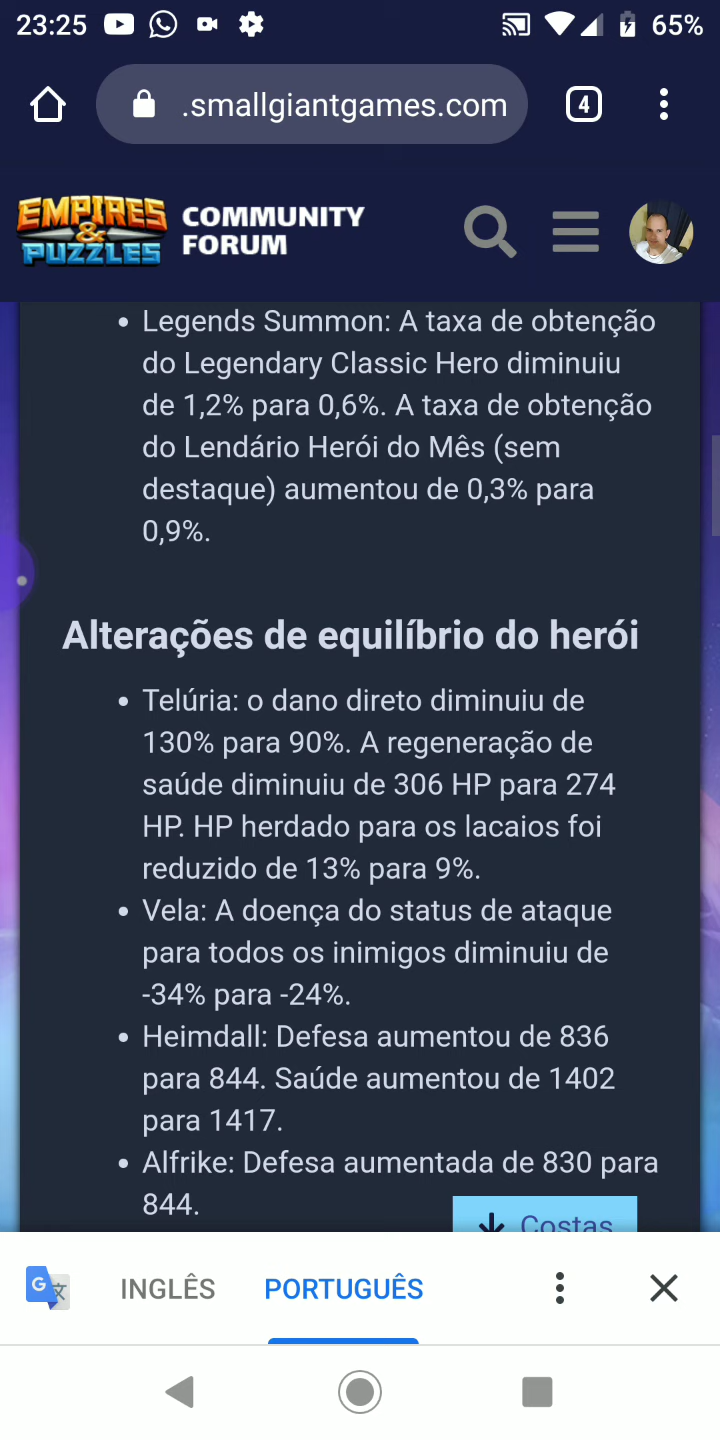 23:25
65%
.smallgiantgames.com
4
EMPIRES
&
PUZZLES
COMMUNITY
FORUM
• Legends Summon: A taxa de obtenção
do Legendary Classic Hero diminuiu
de 1,2% para 0,6%. A taxa de obtenção
do Lendário Herói do Mês (sem
destaque) aumentou de 0,3% para
0,9%.
Alterações de equilíbrio do herói
• Telúria: o dano direto diminuiu de
130% para 90%. A regeneração de
saúde diminuiu de 306 HP para 274
HP. HP herdado para os lacaios foi
reduzido de 13% para 9%.
• Vela: A doença do status de ataque
para todos os inimigos diminuiu de
-34% para -24%.
• Heimdall: Defesa aumentou de 836
para 844. Saúde aumentou de 1402
para 1417.
• Alfrike: Defesa aumentada de 830 para
844.
Costas
G
文
INGLÊS
PORTUGUÊS